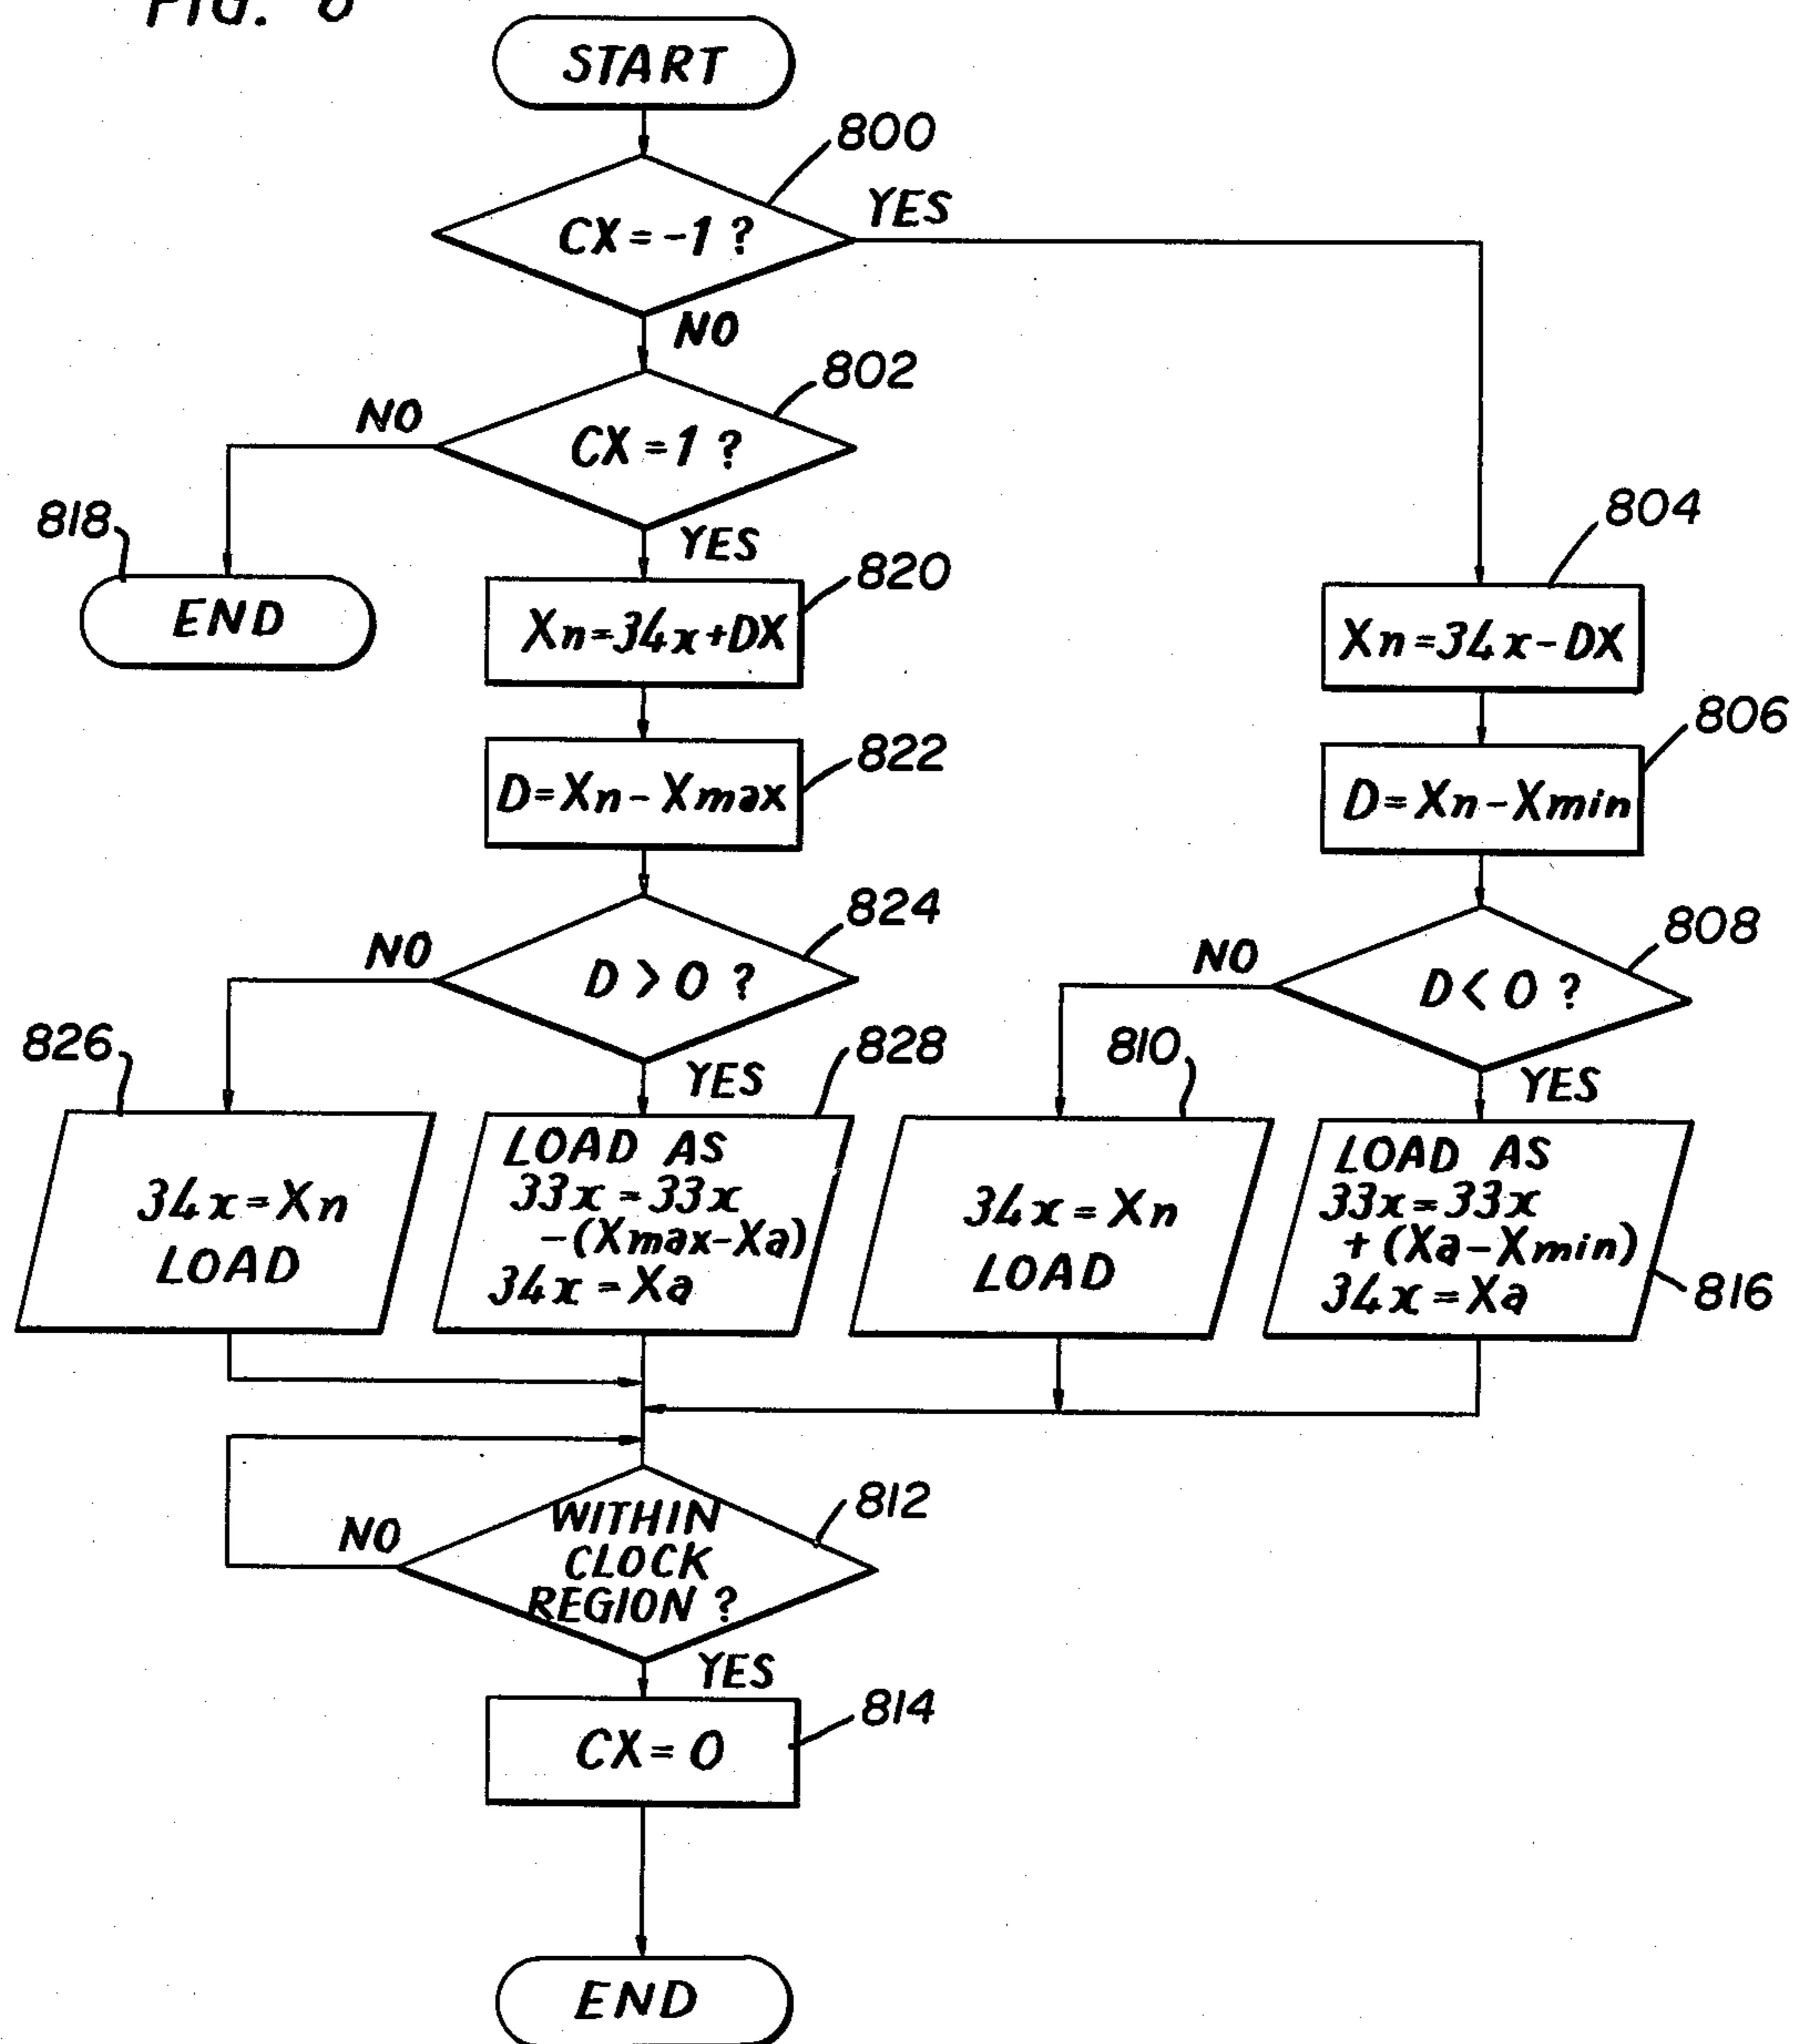 FIG. 8
START
800
CX=-1 ?
YES
NO
802
NO
CX=1 ?
818
YES
804
END
820
Xn=34x+DX
Xn=34x-DX
822
806
D=Xn-Xmax
D=Xn-Xmin
824
808
NO
D>0 ?
NO
D<0 ?
826
YES
828
810
YES
34x=Xn
LOAD
LOAD AS
33x=33x
-(Xmax-Xa)
34x=Xa
34x=Xn
LOAD
LOAD AS
33x=33x
+(Xa-Xmin)
34x=Xa
816
812
NO
WITHIN
CLOCK
REGION ?
YES
814
CX=0
END